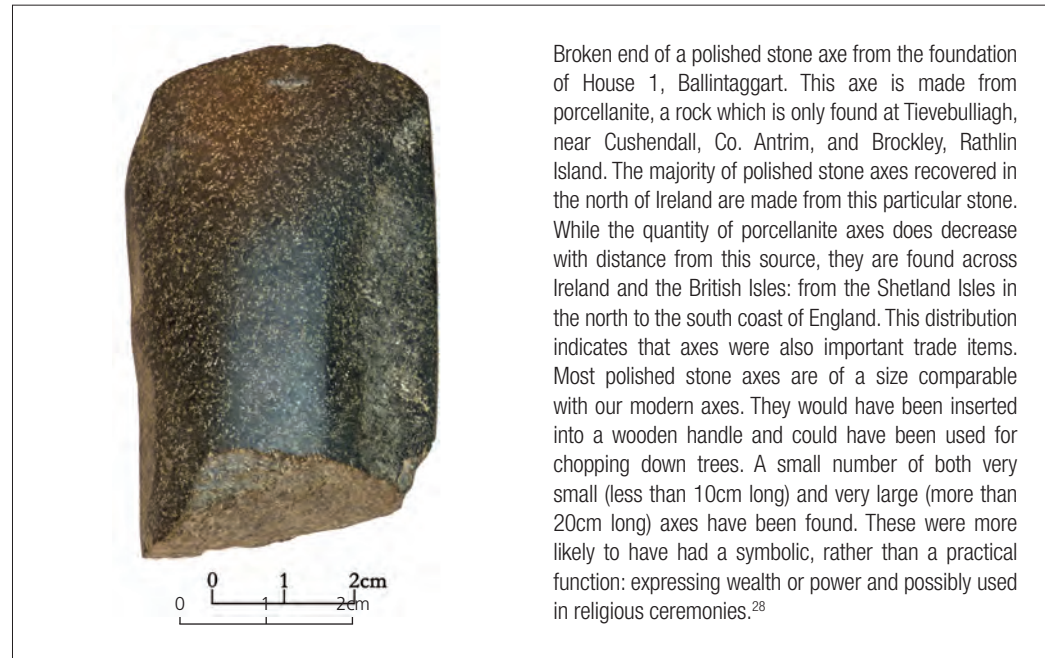 Broken end of a polished stone axe from the foundation
of House 1, Ballintaggart. This axe is made from
porcellanite, a rock which is only found at Tievebulliagh,
near Cushendall, Co. Antrim, and Brockley, Rathlin
Island. The majority of polished stone axes recovered in
the north of Ireland are made from this particular stone.
While the quantity of porcellanite axes does decrease
with distance from this source, they are found across
Ireland and the British Isles: from the Shetland Isles in
the north to the south coast of England. This distribution
indicates that axes were also important trade items.
Most polished stone axes are of a size comparable
with our modern axes. They would have been inserted
into a wooden handle and could have been used for
chopping down trees. A small number of both very
small (less than 10cm long) and very large (more than
20cm long) axes have been found. These were more
likely to have had a symbolic, rather than a practical
function: expressing wealth or power and possibly used
in religious ceremonies.28
0 1 2cm
0 1 2cm